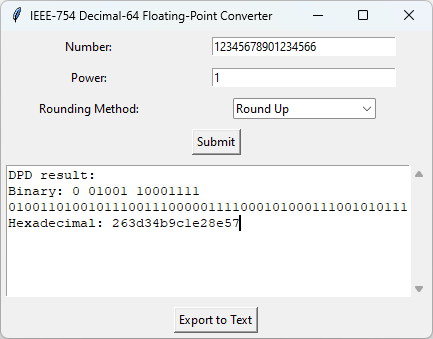 IEEE-754 Decimal-64 Floating-Point Converter
Number: 12345678901234566
Power: 1
Rounding Method: Round Up
Submit
DPD result:
Binary: 0 01001 10001111
01001101001011100111000001111000101000111001010111
Hexadecimal: 263d34b9c1e28e57
Export to Text